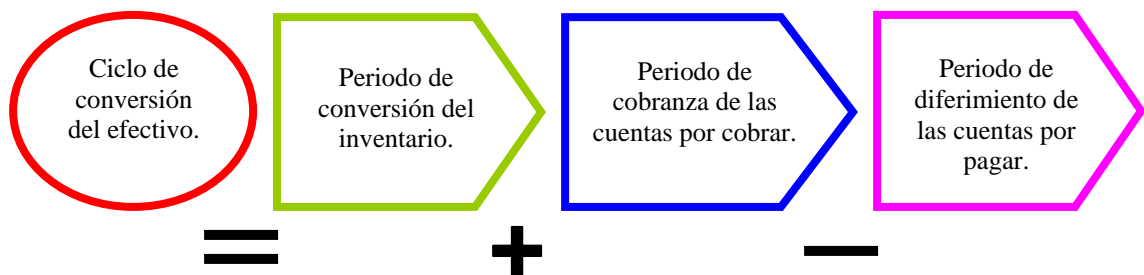 Ciclo de
conversión
del efectivo.
Periodo de
conversión del
inventario.
Periodo de
cobranza de las
cuentas por cobrar.
Periodo de
diferimiento de
las cuentas por
pagar.
= + —